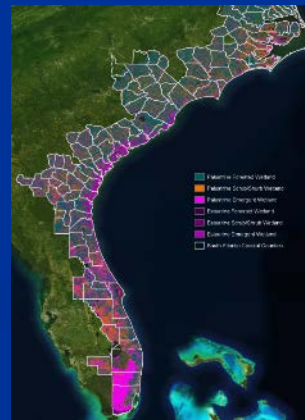 Palustrine Forested Wetland
Palustrine Scrub/Shrub Wetland
Palustrine Emergent Wetland
Estuarine Forested Wetland
Estuarine Scrub/Shrub Wetland
Estuarine Emergent Wetland
South Atlantic Coastal Counties